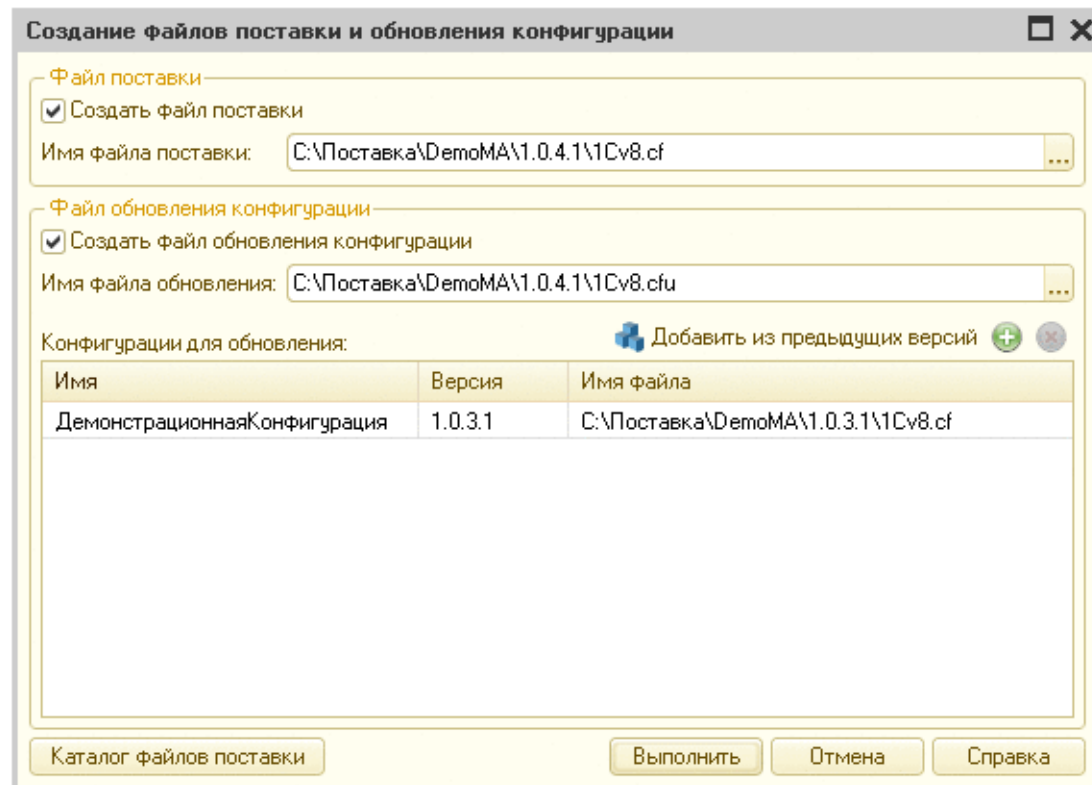 Создание файлов поставки и обновления конфигурации
Файл поставки
Создать файл поставки
Имя файла поставки: C:\Поставка\DemoMA\1.0.4.1\1Cv8.cf ...
Файл обновления конфигурации
Создать файл обновления конфигурации
Имя файла обновления: C:\Поставка\DemoMA\1.0.4.1\1Cv8.cfu ...
Конфигурации для обновления: Добавить из предыдущих версий
Имя Версия Имя файла
ДемонстрационнаяКонфигурация 1.0.3.1 C:\Поставка\DemoMA\1.0.3.1\1Cv8.cf
Каталог файлов поставки Выполнить Отмена Справка